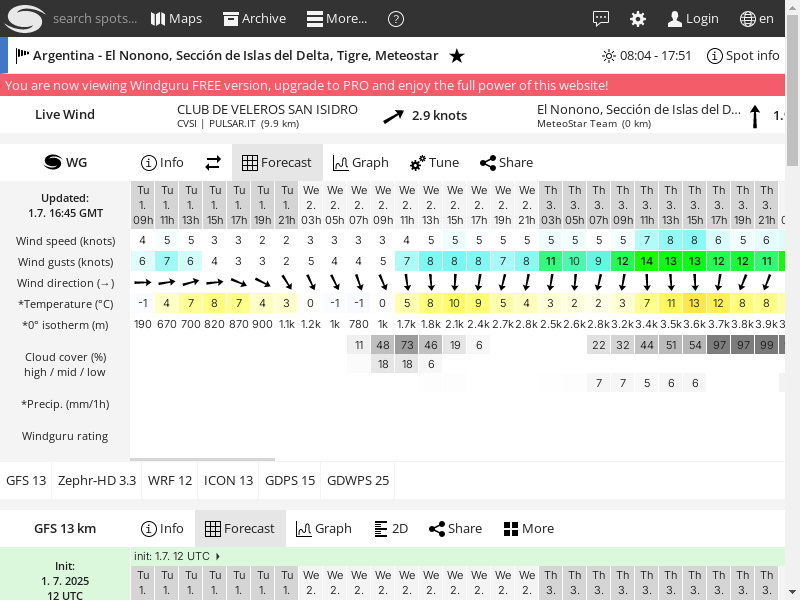 search spots...
Maps
Archive
More...
Login
en
Argentina - El Nonono, Sección de Islas del Delta, Tigre, Meteostar
08:04 - 17:51
Spot info
You are now viewing Windguru FREE version, upgrade to PRO and enjoy the full power of this website!
Live Wind
CLUB DE VELEROS SAN ISIDRO
CVSI | PULSAR.IT (9.9 km)
2.9 knots
El Nonono, Sección de Islas del D...
MeteoStar Team (0 km)
1.
WG
Info
Forecast
Graph
Tune
Share
Updated:
1.7. 16:45 GMT
Tu Tu Tu Tu Tu Tu Tu We We We We We We We We We We Th Th Th Th Th Th Th Th Th Th
1. 1. 1. 1. 1. 1. 1. 2. 2. 2. 2. 2. 2. 2. 2. 2. 2. 3. 3. 3. 3. 3. 3. 3. 3. 3. 3.
09h 11h 13h 15h 17h 19h 21h 03h 05h 07h 09h 11h 13h 15h 17h 19h 21h 03h 05h 07h 09h 11h 13h 15h 17h 19h 21h
Wind speed (knots) 4 5 5 3 3 2 2 3 3 3 3 4 5 5 5 5 5 5 5 5 5 7 8 8 6 5 6
Wind gusts (knots) 6 7 6 4 3 3 2 5 4 4 5 7 8 8 8 7 8 11 10 9 12 14 13 13 12 12 11
Wind direction (→)
*Temperature (°C) -1 4 7 8 7 4 3 0 -1 -1 0 5 8 10 9 5 4 3 2 2 3 7 11 13 12 8 8
*0° isotherm (m) 190 670 700 820 870 900 1.1k 1.2k 1k 780 1k 1.7k 1.8k 2.1k 2.4k 2.7k 2.8k 2.5k 2.6k 2.8k 3.2k 3.4k 3.5k 3.6k 3.7k 3.8k 3.9k
Cloud cover (%)
high / mid / low
11 48 73 46 19 6 22 32 44 51 54 97 97 99
18 18 6
7 7 5 6 6
*Precip. (mm/1h)
Windguru rating
GFS 13
Zephr-HD 3.3
WRF 12
ICON 13
GDPS 15
GDWPS 25
GFS 13 km
Info
Forecast
Graph
2D
Share
More
Init:
1. 7. 2025
12 UTC
init: 1.7. 12 UTC
Tu Tu Tu Tu Tu Tu Tu We We We We We We We We We We Th Th Th Th Th Th Th Th Th Th
1. 1. 1. 1. 1. 1. 1. 2. 2. 2. 2. 2. 2. 2. 2. 2. 2. 3. 3. 3. 3. 3. 3. 3. 3. 3. 3.